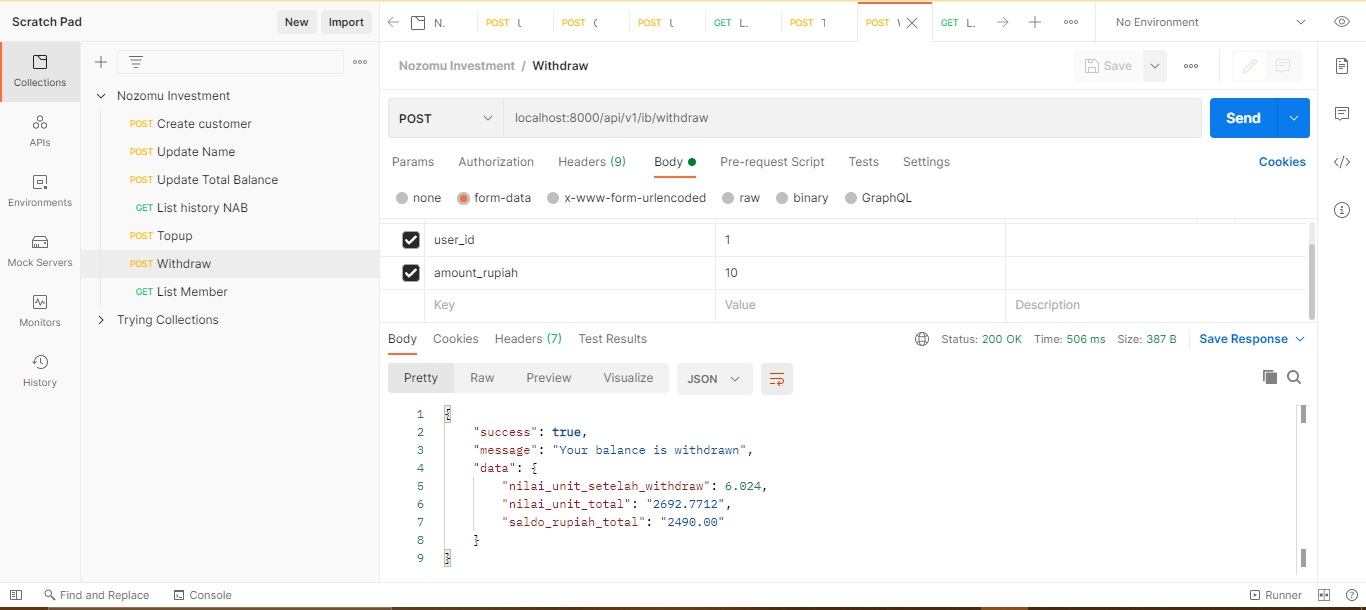 Scratch Pad
New
Import
N.
POST
POST
POST
GET L.
POST
POST
GET L.
No Environment
Collections
APIs
Environments
Mock Servers
Monitors
History
Nozomu Investment
POST Create customer
POST Update Name
POST Update Total Balance
GET List history NAB
POST Topup
POST Withdraw
GET List Member
Trying Collections
Nozomu Investment / Withdraw
Save
POST
localhost:8000/api/v1/ib/withdraw
Send
Params Authorization Headers (9) Body Pre-request Script Tests Settings
Cookies
none form-data x-www-form-urlencoded raw binary GraphQL
user_id 1
amount_rupiah 10
Key Value Description
Body Cookies Headers (7) Test Results
Status: 200 OK Time: 506 ms Size: 387 B
Save Response
Pretty Raw Preview Visualize JSON
1 {
2 "success": true,
3 "message": "Your balance is withdrawn",
4 "data": {
5 "nilai_unit_setelah_withdraw": 6.024,
6 "nilai_unit_total": "2692.7712",
7 "saldo_rupiah_total": "2490.00"
8 }
9 }
Find and Replace
Console
Runner